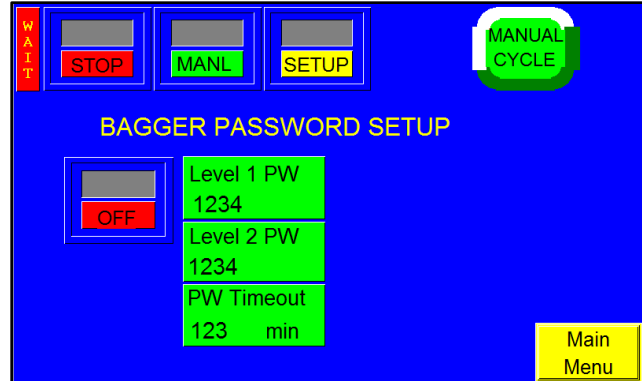 WAIT
STOP
MANL
SETUP
MANUAL
CYCLE
BAGGER PASSWORD SETUP
OFF
Level 1 PW
1234
Level 2 PW
1234
PW Timeout
123 min
Main
Menu